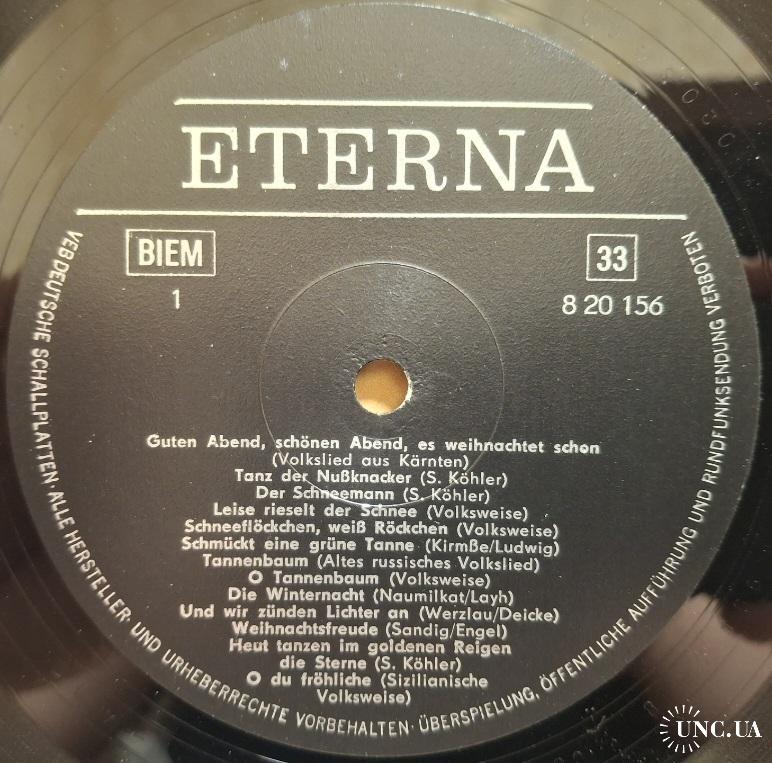 ETERNA
BIEM
33
1
8 20 156
Guten Abend, schönen Abend, es weihnachtet schon
(Volkslied aus Kärnten)
Tanz der Nußknacker (S. Köhler)
Der Schneemann (S. Köhler)
Leise rieselt der Schnee (Volksweise)
Schneeflöckchen, weiß Röckchen (Volksweise)
Schmückt eine grüne Tanne (Kirmße/Ludwig)
Tannenbaum (Altes russisches Volkslied)
O Tannenbaum (Volksweise)
Die Winternacht (Naumilkat/Layh)
Und wir zünden Lichter an (Werzlau/Deicke)
Weihnachtsfreude (Sandig/Engel)
Heut tanzen im goldenen Reigen
die Sterne (S. Köhler)
O du fröhliche (Sizilianische
Volksweise)
VEB DEUTSCHE SCHALLPLATTEN · ALLE HERSTELLER- UND URHEBERRECHTE VORBEHALTEN · ÜBERSPIELUNG, ÖFFENTLICHE AUFFÜHRUNG UND RUNDFUNKSENDUNG VERBOTEN
UNC.UA